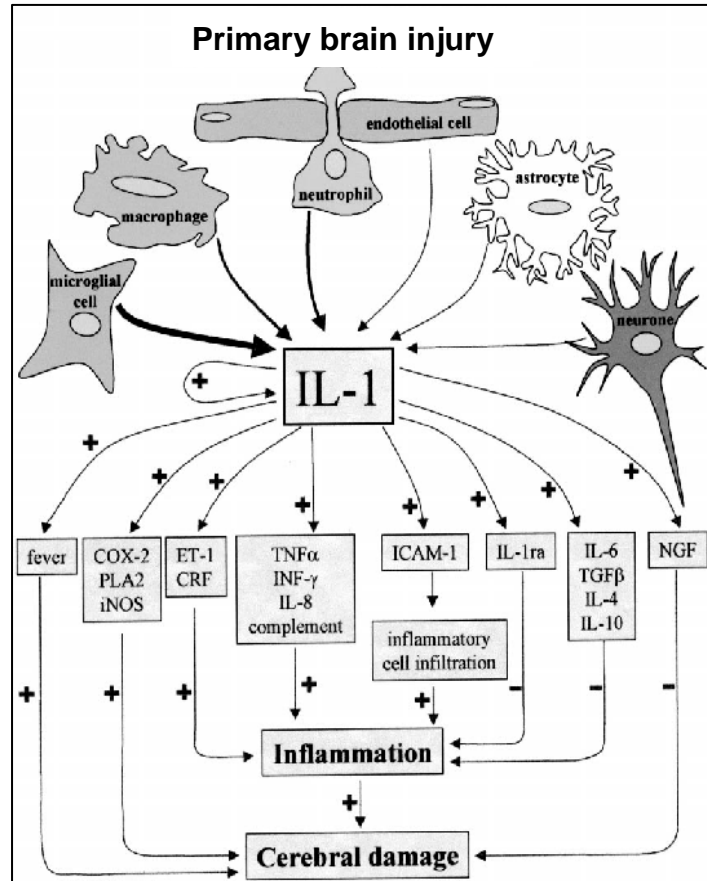 Primary brain injury
endothelial cell
neutrophil
macrophage
astrocyte
microglial
cell
neurone
IL-1
+
+
+
+
+
+
+
+
+
fever
COX-2
PLA2
iNOS
ET-1
CRF
TNFα
INF-γ
IL-8
complement
ICAM-1
inflammatory
cell infiltration
IL-1ra
IL-6
TGFβ
IL-4
IL-10
NGF
+
+
+
+
+
-
-
-
Inflammation
+
Cerebral damage